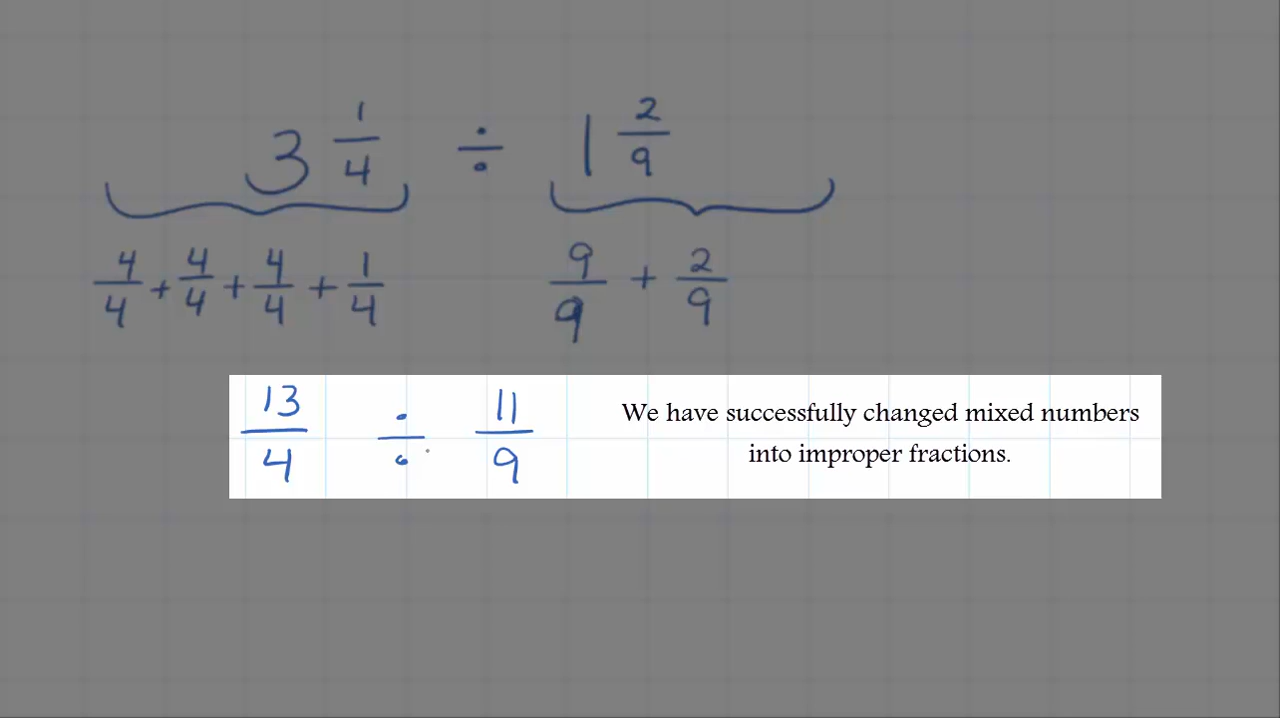 3 1/4 ÷ 1 2/9
4/4 + 4/4 + 4/4 + 1/4 9/9 + 2/9
13/4 ÷ 11/9
We have successfully changed mixed numbers
into improper fractions.